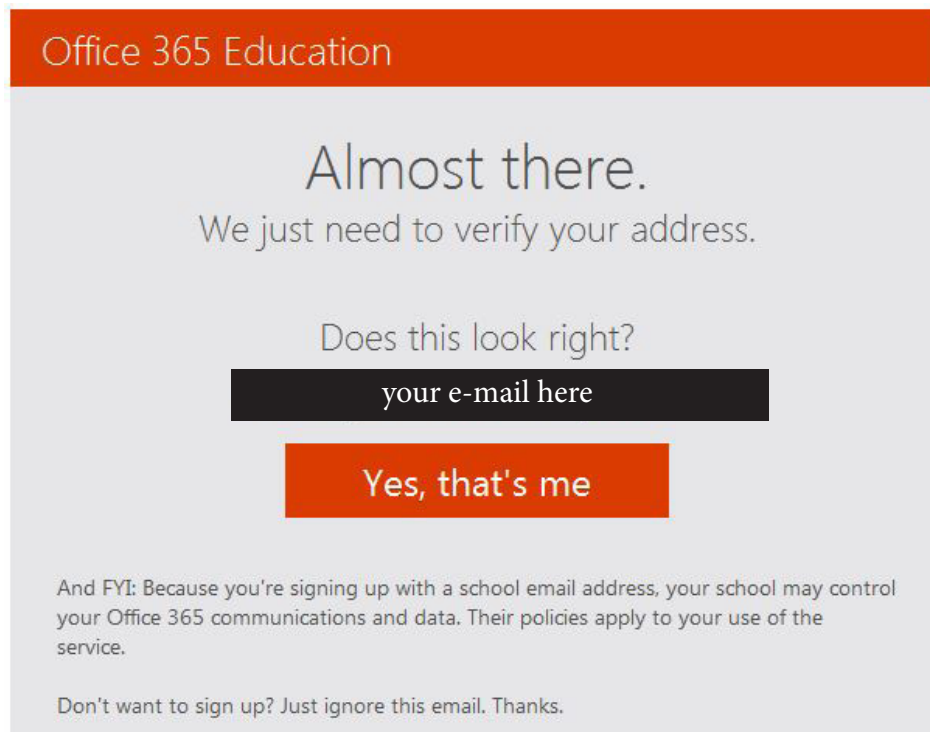 Office 365 Education
Almost there.
We just need to verify your address.
Does this look right?
your e-mail here
Yes, that's me
And FYI: Because you're signing up with a school email address, your school may control
your Office 365 communications and data. Their policies apply to your use of the
service.
Don't want to sign up? Just ignore this email. Thanks.